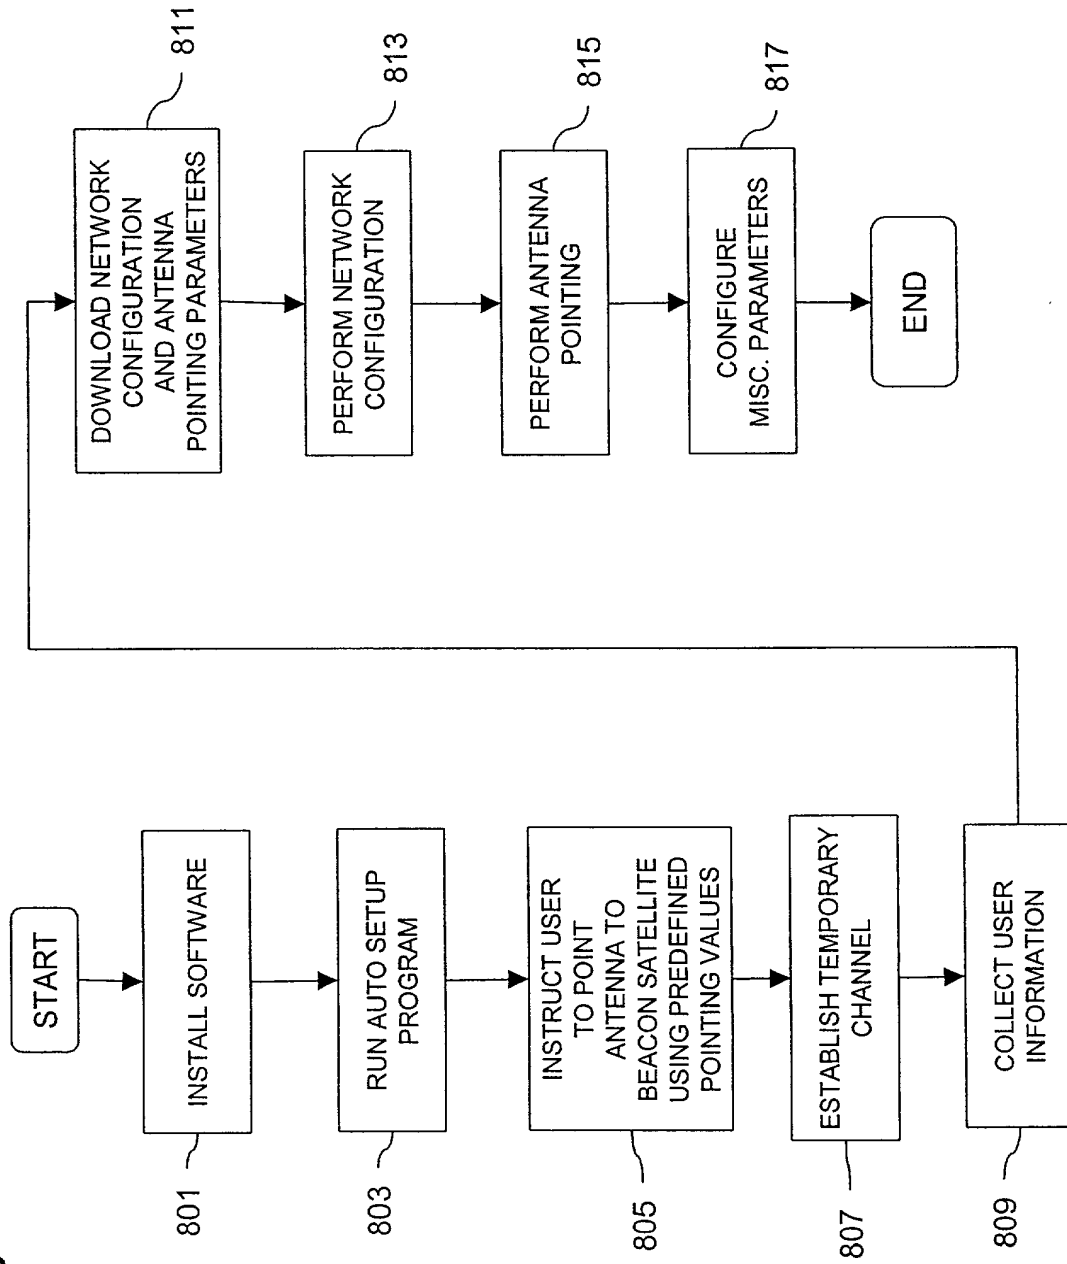 START
INSTALL SOFTWARE
801
RUN AUTO SETUP
PROGRAM
803
INSTRUCT USER
TO POINT
ANTENNA TO
BEACON SATELLITE
USING PREDEFINED
POINTING VALUES
805
ESTABLISH TEMPORARY
CHANNEL
807
COLLECT USER
INFORMATION
809
DOWNLOAD NETWORK
CONFIGURATION
AND ANTENNA
POINTING PARAMETERS
811
PERFORM NETWORK
CONFIGURATION
813
PERFORM ANTENNA
POINTING
815
CONFIGURE
MISC. PARAMETERS
817
END